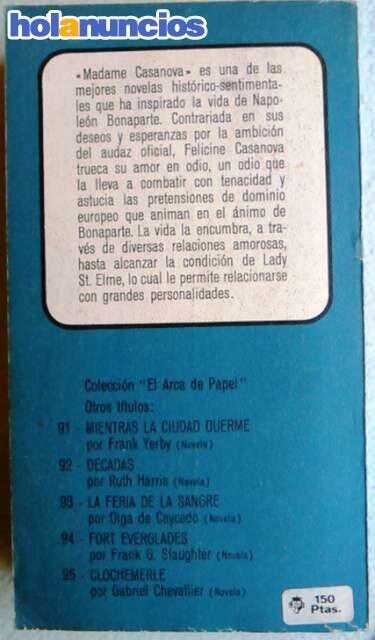 holanuncios
«Madame Casanova» es una de las
mejores novelas histórico-sentimenta-
les que ha inspirado la vida de Napo-
león Bonaparte. Contrariada en sus
deseos y esperanzas por la ambición
del audaz oficial, Felicine Casanova
trueca su amor en odio, un odio que
la lleva a combatir con tenacidad y
astucia las pretensiones de dominio
europeo que animan en el ánimo de
Bonaparte. La vida la encumbra, a tra-
vés de diversas relaciones amorosas,
hasta alcanzar la condición de Lady
St. Elme, lo cual le permite relacionarse
con grandes personalidades.
Colección "El Arca de Papel"
Otros títulos:
91 - MIENTRAS LA CIUDAD DUERME
por Frank Yerby (Novela)
92 - DECADAS
por Ruth Harris (Novela)
93 - LA FERIA DE LA SANGRE
por Olga de Caycedo (Novela)
94 - FORT EVERGLADES
por Frank G. Slaughter (Novela)
95 - CLOCHEMERLE
por Gabriel Chevallier (Novela)
150
Ptas.